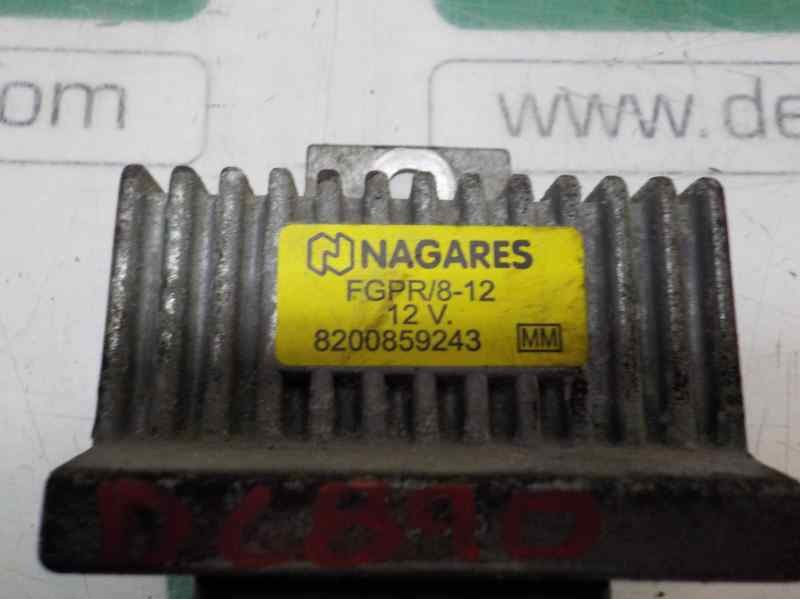 om
www.de
NAGARES
FGPR/8-12
12 V.
8200859243 MM